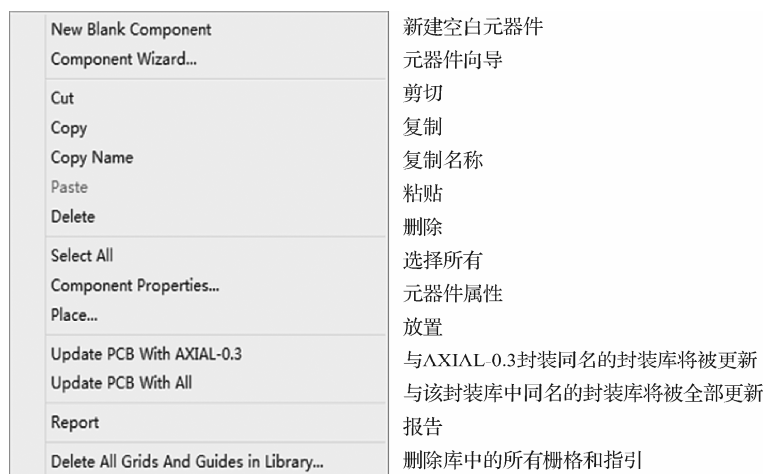 New Blank Component 新建空白元器件
Component Wizard... 元器件向导
Cut 剪切
Copy 复制
Copy Name 复制名称
Paste 粘贴
Delete 删除
Select All 选择所有
Component Properties... 元器件属性
Place... 放置
Update PCB With AXIAL-0.3 与AXIAL-0.3封装同名的封装库将被更新
Update PCB With All 与该封装库中同名的封装库将被全部更新
Report 报告
Delete All Grids And Guides in Library... 删除库中的所有栅格和指引